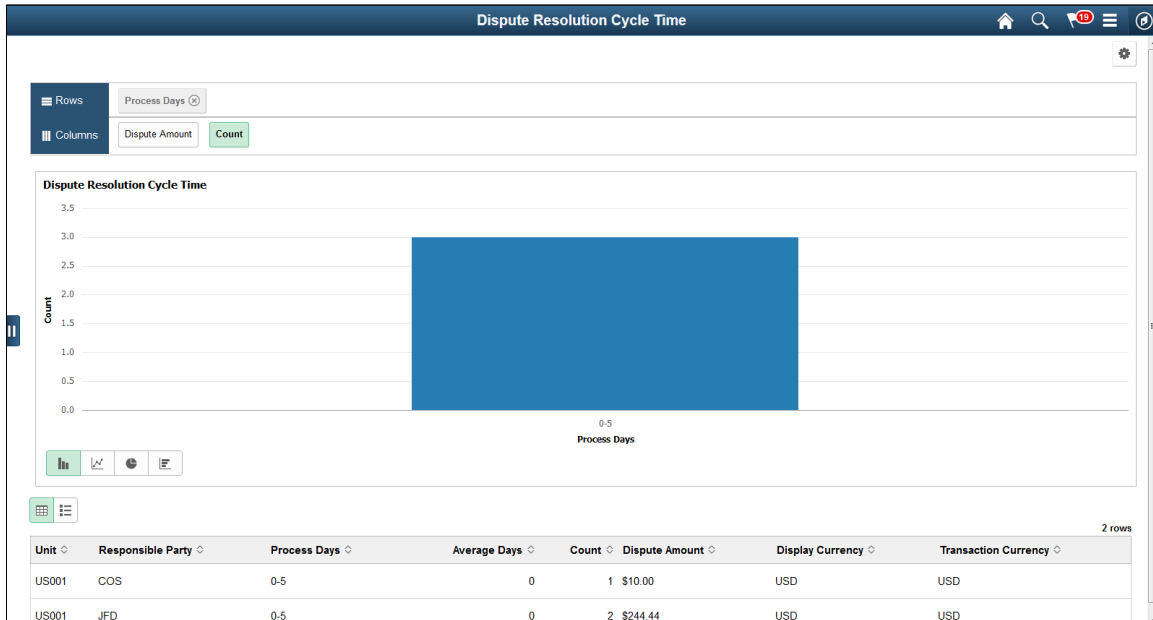 Dispute Resolution Cycle Time
19
Rows
Process Days
Columns
Dispute Amount
Count
Dispute Resolution Cycle Time
3.5
3.0
2.5
2.0
1.5
1.0
0.5
0.0
Count
0-5
Process Days
2 rows
Unit Responsible Party Process Days Average Days Count Dispute Amount Display Currency Transaction Currency
US001 COS 0-5 0 1 $10.00 USD USD
US001 JFD 0-5 0 2 $244.44 USD USD